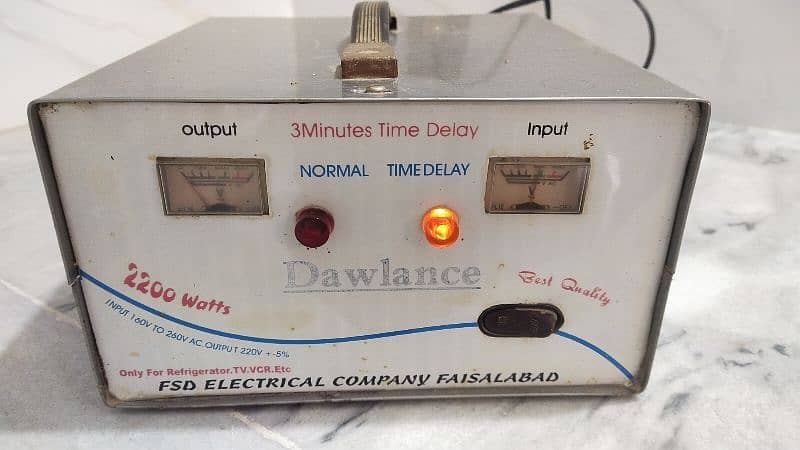 output
3Minutes Time Delay
Input
NORMAL
TIMEDELAY
Dawlance
2200 Watts
Best Quality
INPUT 160V TO 260V AC. OUTPUT 220V +-5%
Only For Refrigerator.TV.VCR.Etc
FSD ELECTRICAL COMPANY FAISALABAD